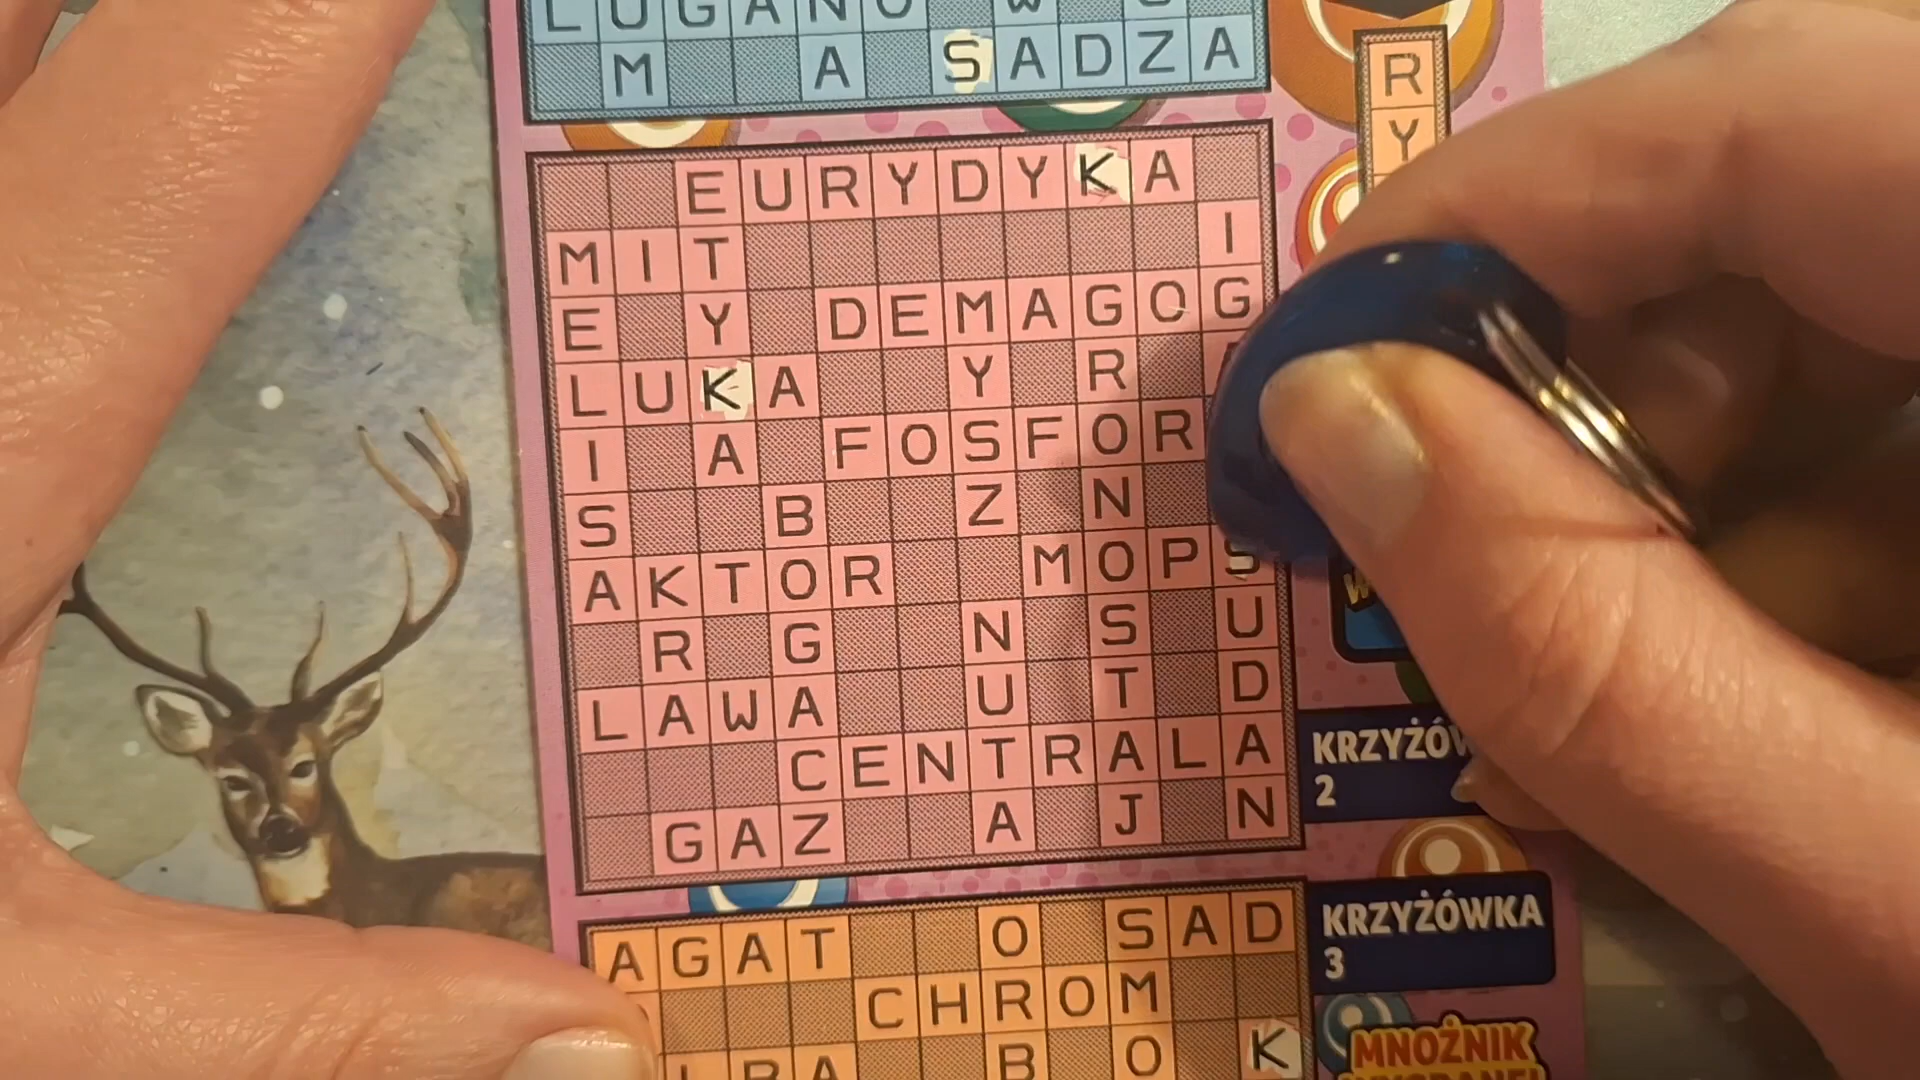 LUGANO W
M A SADZA
R
Y
EURYDYKA
I
MIT
E Y DEMAGOG
LUKA Y R
I A FOSFOR
S B Z N
AKTOR MOPS
R G N S U
LAWA U T D
CENTRALA
GAZ A J N
KRZYŻÓW
2
AGAT O SAD
CHROM
B O K
KRZYŻÓWKA
3
MNOŻNIK